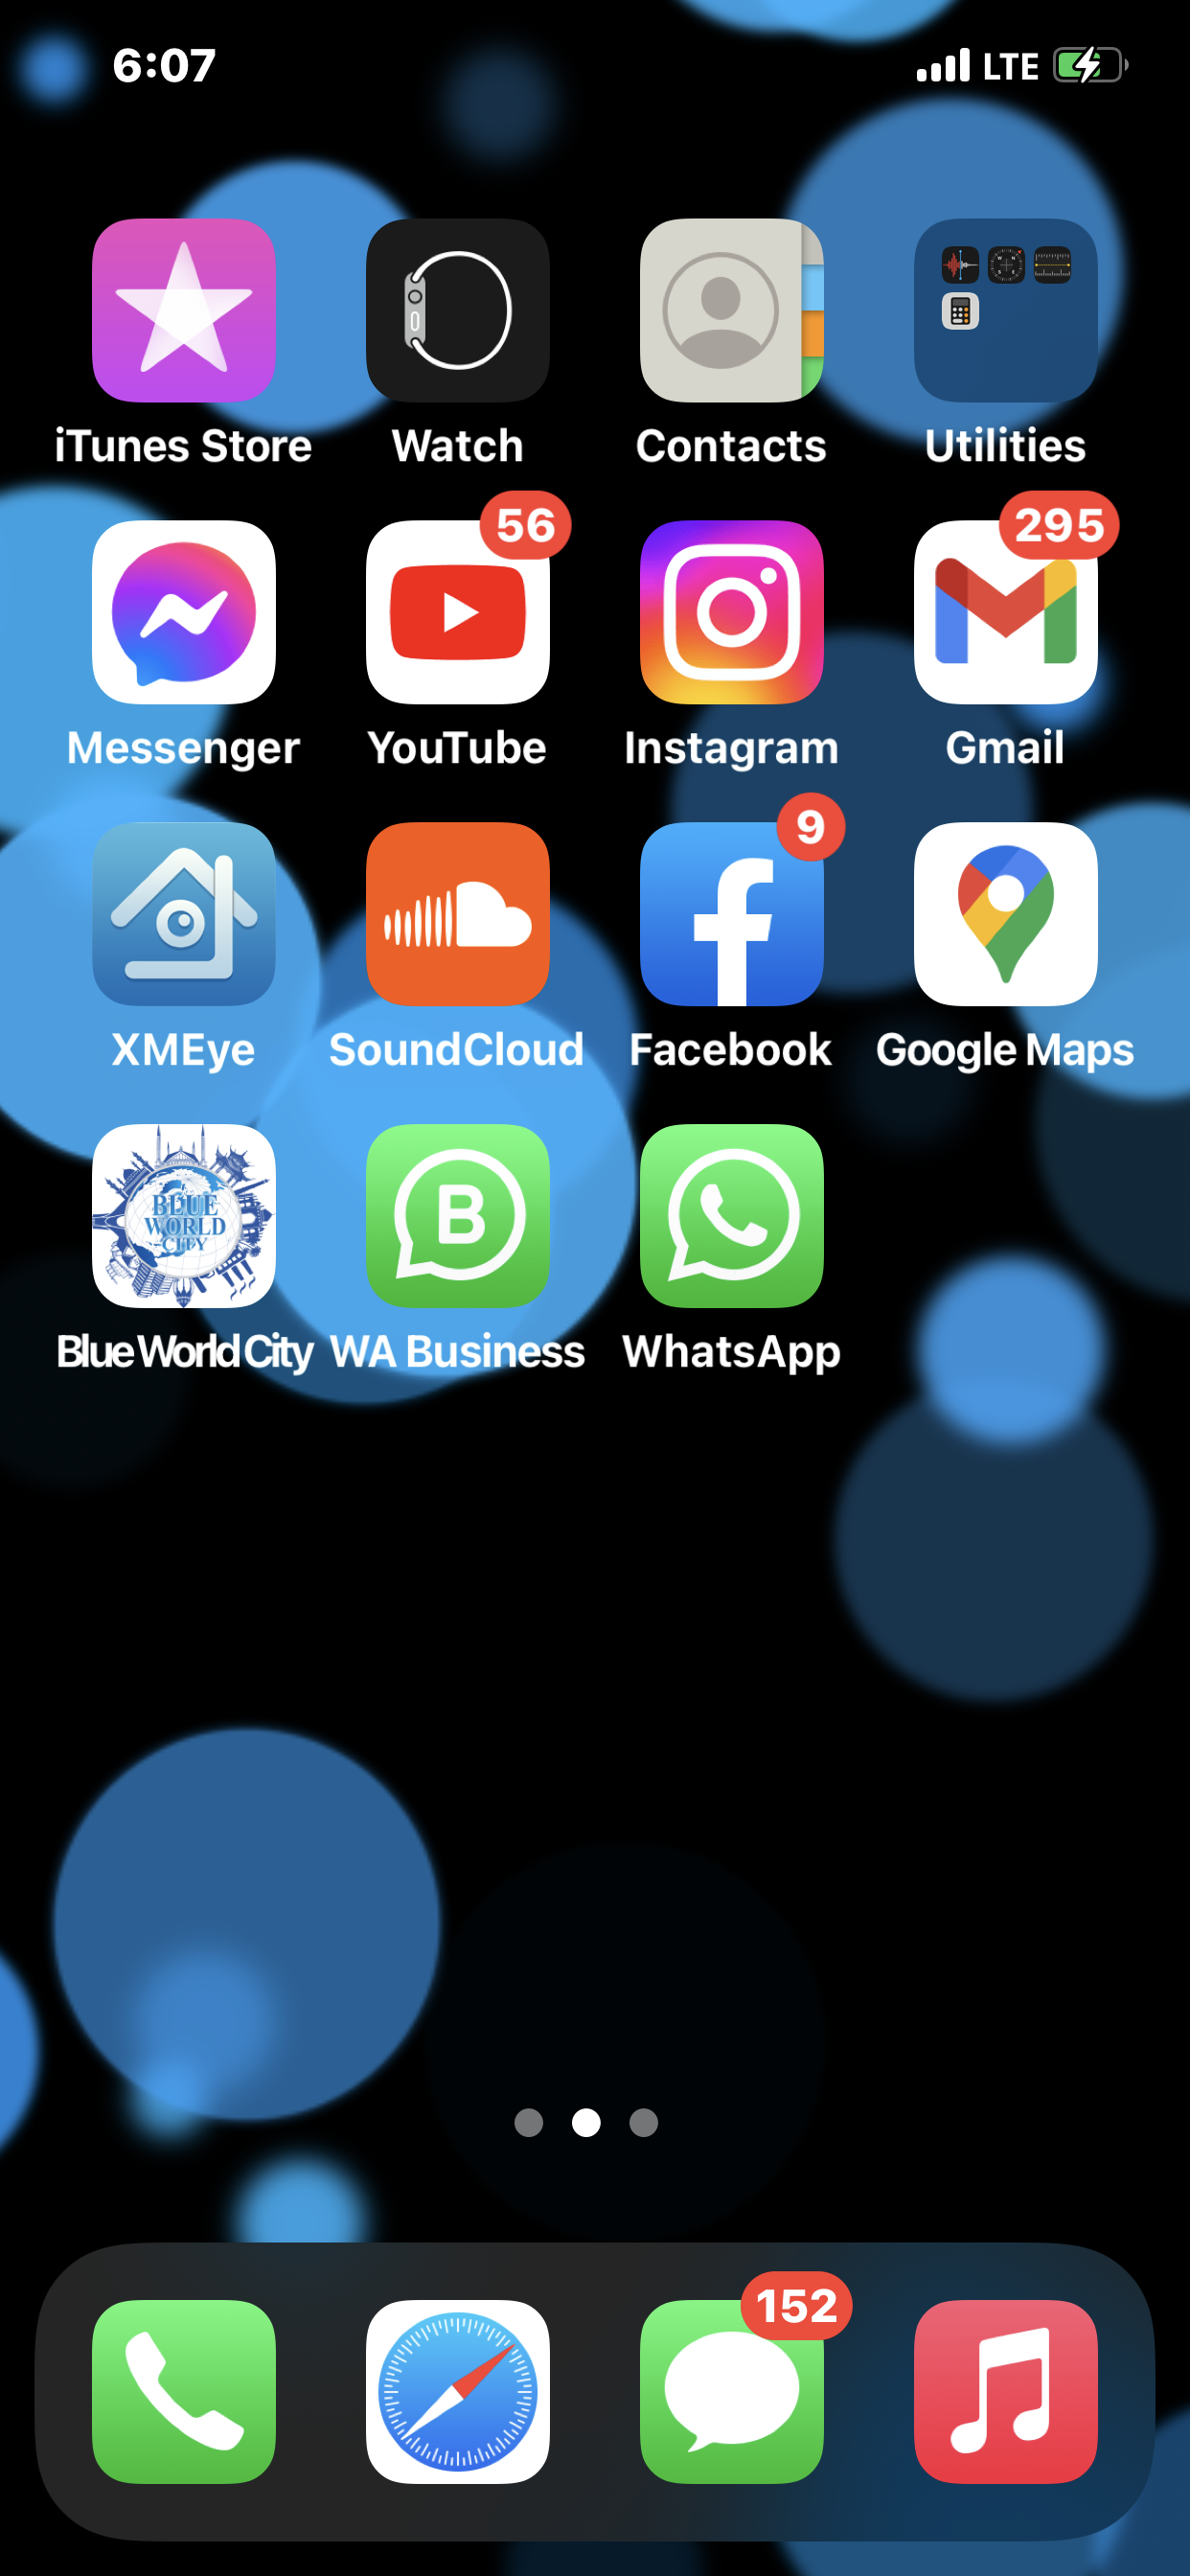 6:07 LTE
iTunes Store Watch Contacts Utilities
56 295
Messenger YouTube Instagram Gmail
9
XMEye SoundCloud Facebook Google Maps
BLUE
WORLD
CITY
B
Blue World City WA Business WhatsApp
152